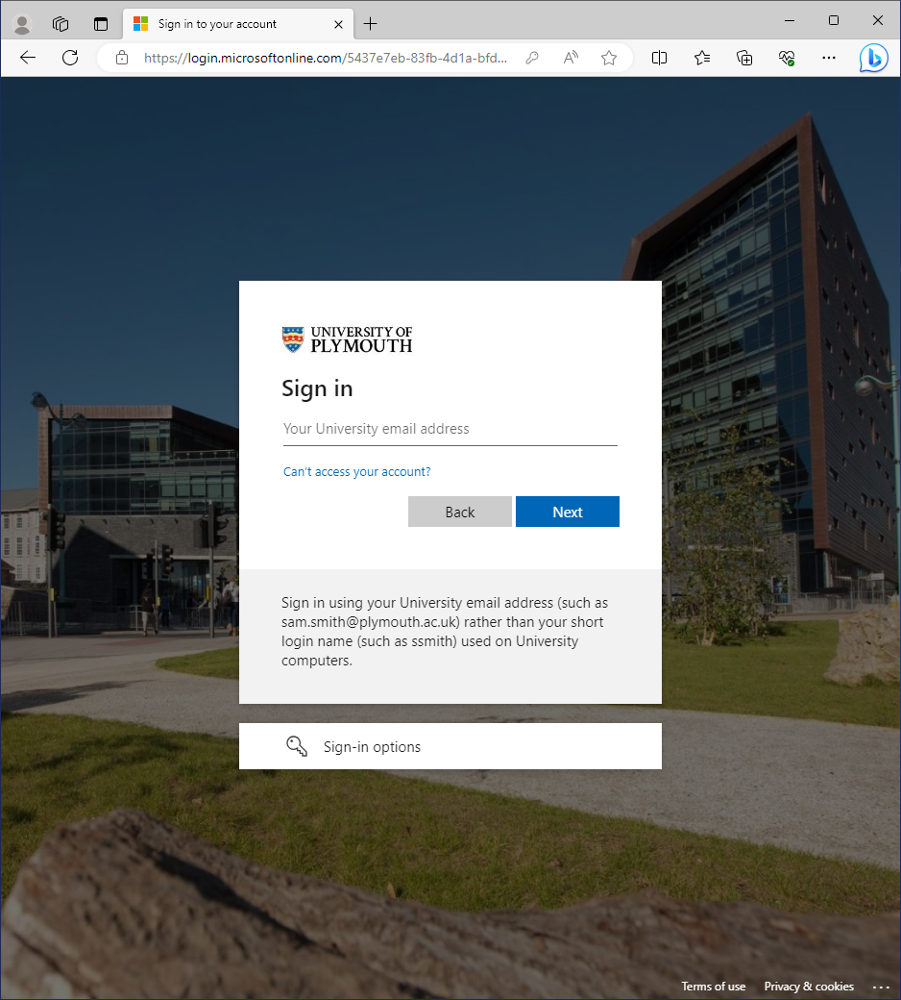 Sign in to your account
https://login.microsoftonline.com/5437e7eb-83fb-4d1a-bfd...
UNIVERSITY OF
PLYMOUTH
Sign in
Your University email address
Can't access your account?
Back
Next
Sign in using your University email address (such as
sam.smith@plymouth.ac.uk) rather than your short
login name (such as ssmith) used on University
computers.
Sign-in options
Terms of use
Privacy & cookies